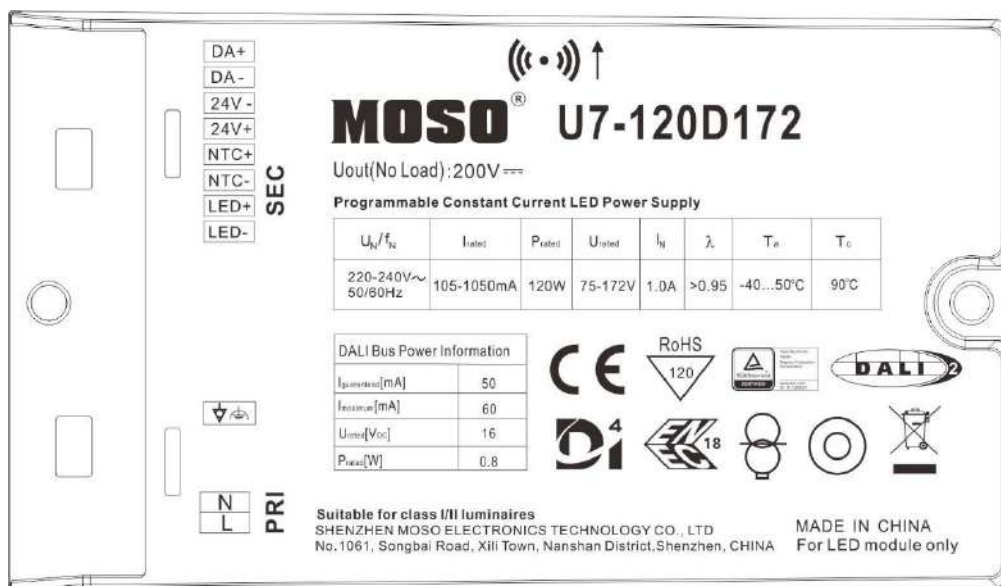 DA+
DA-
24V -
24V+
NTC+
NTC-
LED+
LED-
SEC
MOSO® U7-120D172
Uout(No Load):200V⎓
Programmable Constant Current LED Power Supply
UN/fN Irated Prated Urated IN λ Ta Tc
220-240V~ 50/60Hz 105-1050mA 120W 75-172V 1.0A >0.95 -40...50℃ 90℃
DALI Bus Power Information
Iguaranteed[mA] 50
Imaximum[mA] 60
Urated[VDC] 16
Prated[W] 0.8
CE
RoHS
120
CERTIFIED
DALI 2
Di4
ENEC 18
N
L
PRI
Suitable for class I/II luminaires
SHENZHEN MOSO ELECTRONICS TECHNOLOGY CO., LTD
No.1061, Songbai Road, Xili Town, Nanshan District,Shenzhen, CHINA
MADE IN CHINA
For LED module only